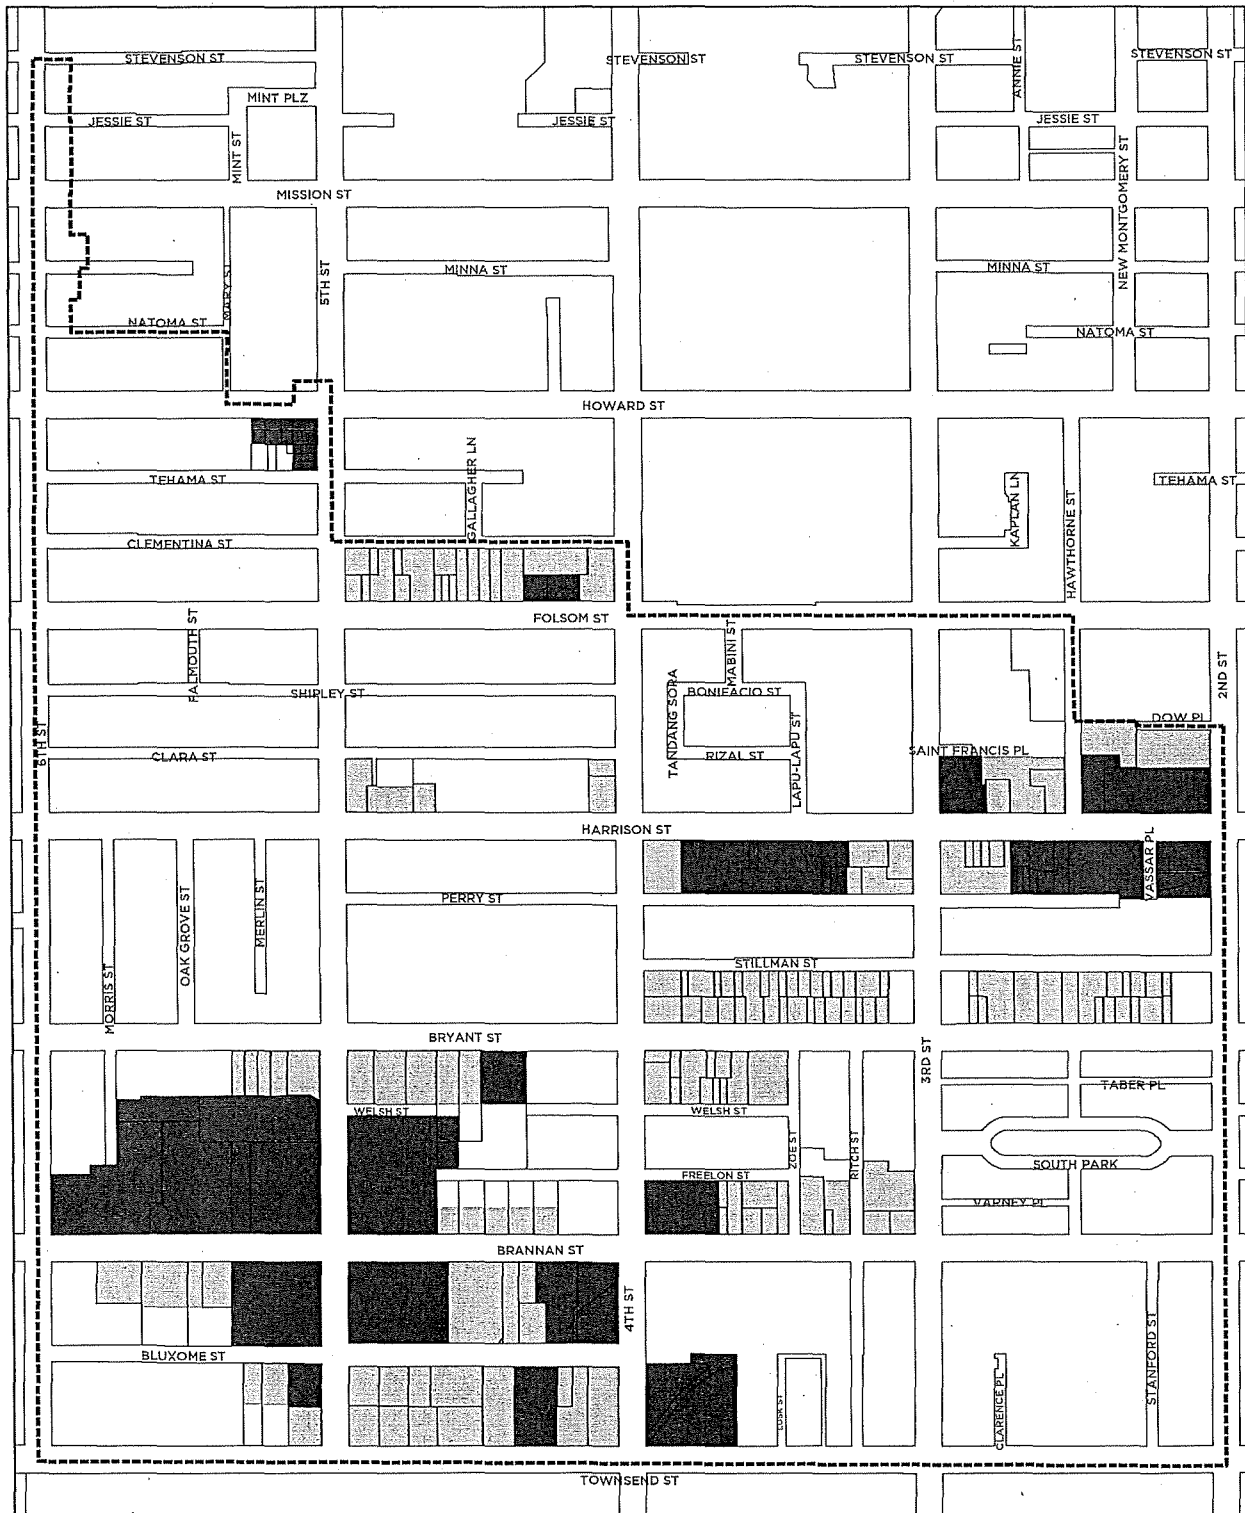 STEVENSON ST
STEVENSON ST
STEVENSON ST
STEVENSON ST
ANNIE ST
MINT PLZ
JESSIE ST
JESSIE ST
JESSIE ST
MINT ST
NEW MONTGOMERY ST
MISSION ST
MINNA ST
MINNA ST
MARY ST
5TH ST
NATOMA ST
NATOMA ST
HOWARD ST
GALLAGHER LN
KAPLAN LN
HAWTHORNE ST
TEHAMA ST
TEHAMA ST
CLEMENTINA ST
FOLSOM ST
FALMOUTH ST
MABINI ST
2ND ST
SHIPLEY ST
BONIFACIO ST
TANDANG SORA
LAPU-LAPU ST
DOW PL
6TH ST
CLARA ST
RIZAL ST
SAINT FRANCIS PL
HARRISON ST
VASSAR PL
PERRY ST
OAK GROVE ST
MERLIN ST
STILLMAN ST
MORRIS ST
BRYANT ST
3RD ST
TABER PL
WELSH ST
WELSH ST
ZOE ST
RITCH ST
SOUTH PARK
FREELON ST
VARNEY PL
BRANNAN ST
4TH ST
BLUXOME ST
STANFORD ST
LUSK ST
CLARENCE PL
TOWNSEND ST